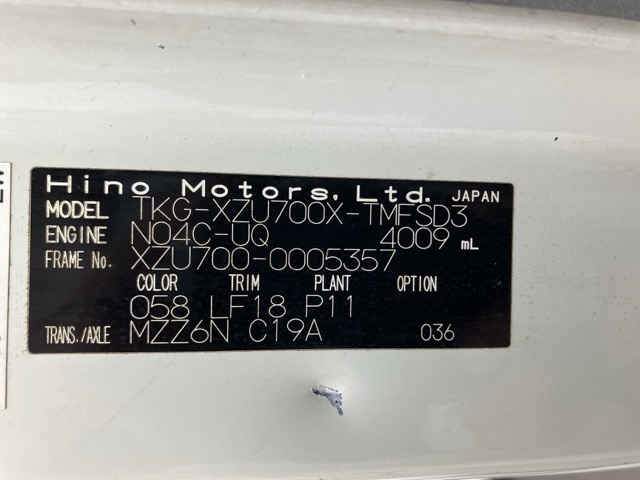 Hino Motors, Ltd. JAPAN
MODEL TKG-XZU700X-TMFSD3
ENGINE N04C-UQ 4009 mL
FRAME No. XZU700-0005357
COLOR TRIM PLANT OPTION
058 LF18 P11
TRANS./AXLE MZZ6N C19A 036